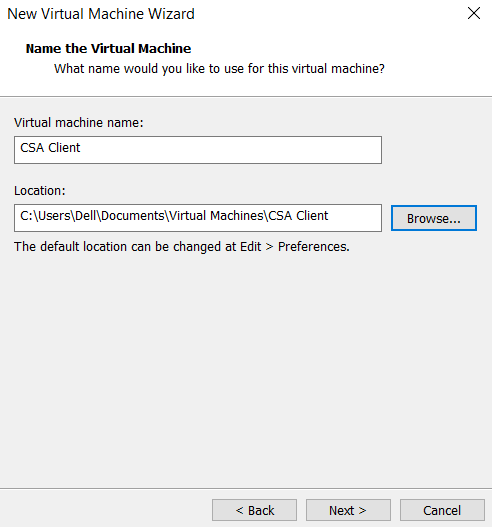 New Virtual Machine Wizard
Name the Virtual Machine
What name would you like to use for this virtual machine?
Virtual machine name:
CSA Client
Location:
C:\Users\Dell\Documents\Virtual Machines\CSA Client
Browse...
The default location can be changed at Edit > Preferences.
< Back
Next >
Cancel